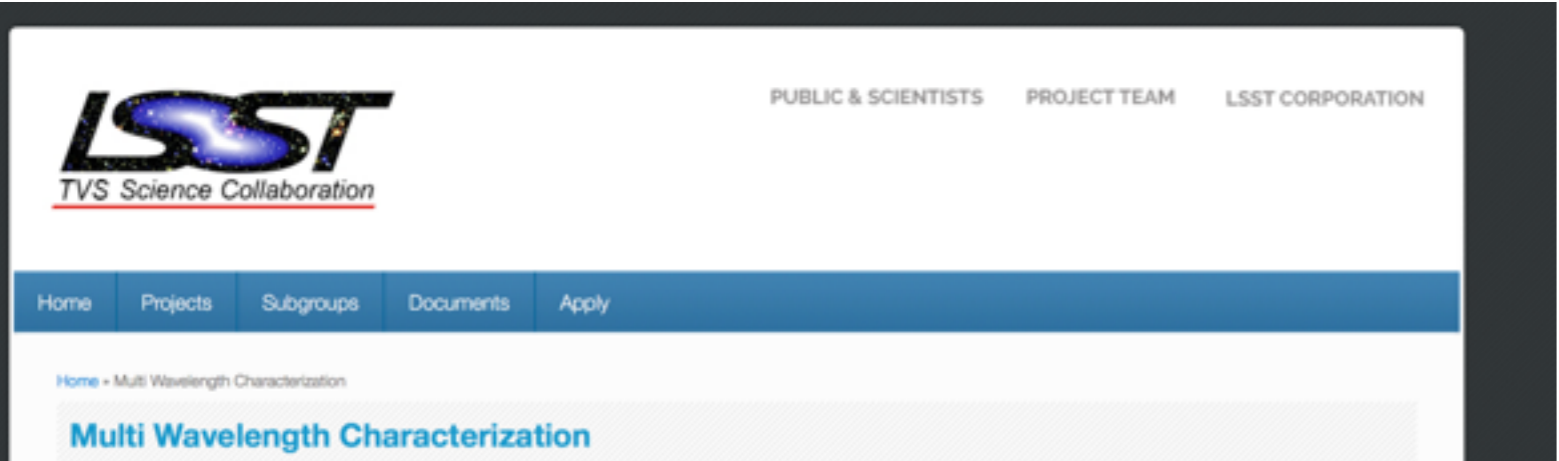 LSST
TVS Science Collaboration
PUBLIC & SCIENTISTS PROJECT TEAM LSST CORPORATION
Home Projects Subgroups Documents Apply
Home » Multi Wavelength Characterization
Multi Wavelength Characterization